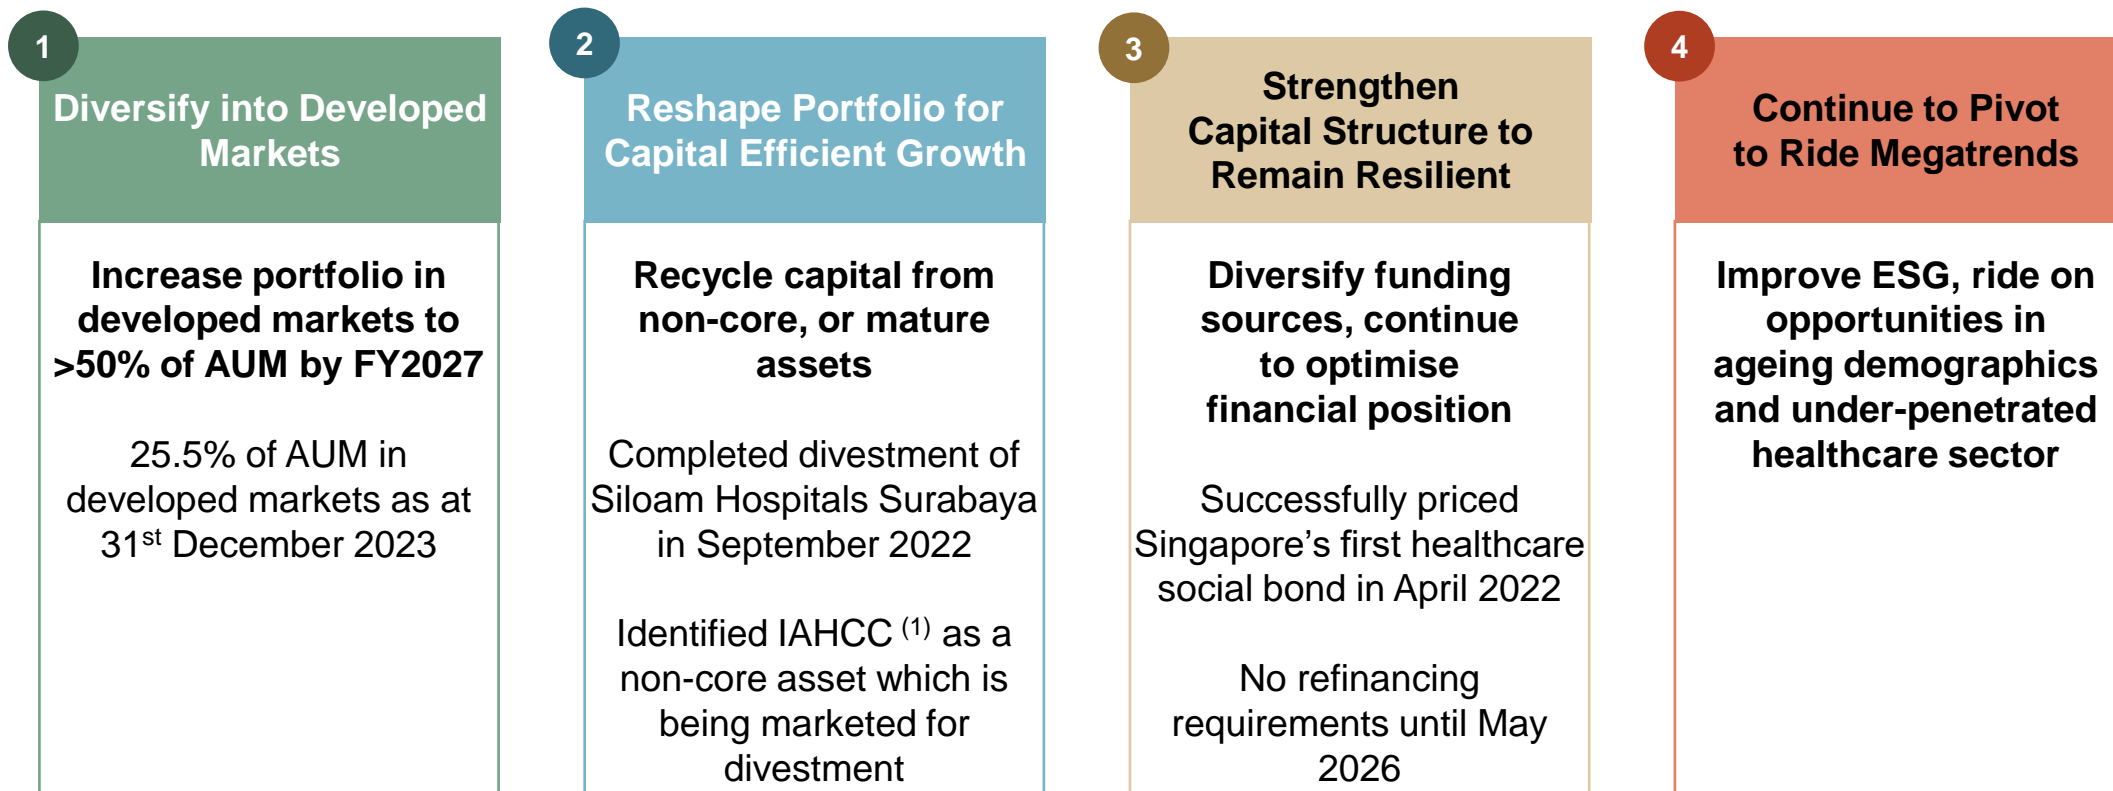 1
Diversify into Developed
Markets
Increase portfolio in
developed markets to
>50% of AUM by FY2027
25.5% of AUM in
developed markets as at
31st December 2023
2
Reshape Portfolio for
Capital Efficient Growth
Recycle capital from
non-core, or mature
assets
Completed divestment of
Siloam Hospitals Surabaya
in September 2022
Identified IAHCC (1) as a
non-core asset which is
being marketed for
divestment
3
Strengthen
Capital Structure to
Remain Resilient
Diversify funding
sources, continue
to optimise
financial position
Successfully priced
Singapore’s first healthcare
social bond in April 2022
No refinancing
requirements until May
2026
4
Continue to Pivot
to Ride Megatrends
Improve ESG, ride on
opportunities in
ageing demographics
and under-penetrated
healthcare sector